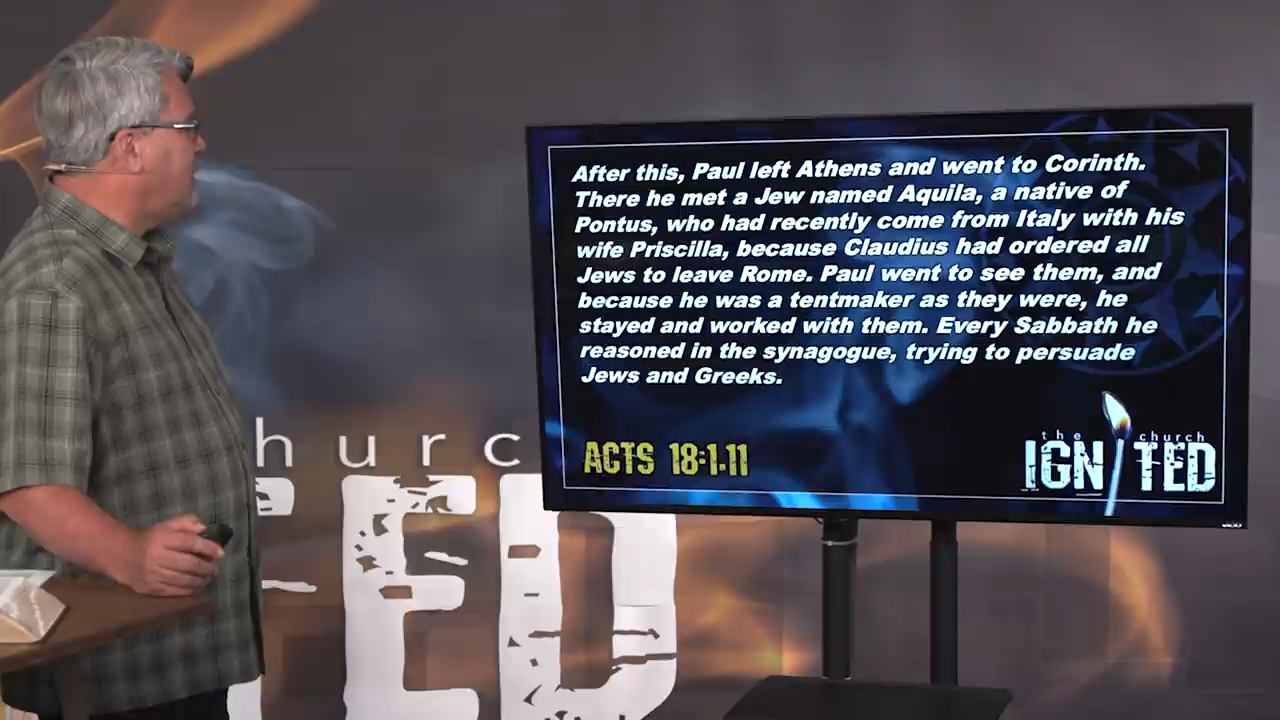 After this, Paul left Athens and went to Corinth.
There he met a Jew named Aquila, a native of
Pontus, who had recently come from Italy with his
wife Priscilla, because Claudius had ordered all
Jews to leave Rome. Paul went to see them, and
because he was a tentmaker as they were, he
stayed and worked with them. Every Sabbath he
reasoned in the synagogue, trying to persuade
Jews and Greeks.
ACTS 18:1-11
the church
IGNITED
hurc
TED